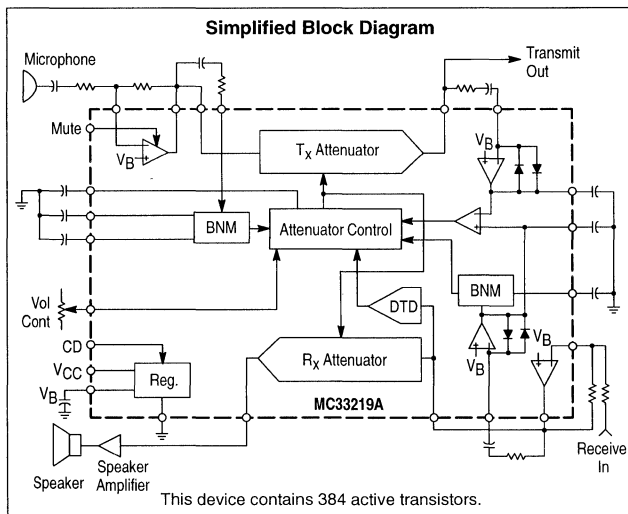 Simplified Block Diagram
Microphone
Transmit
Out
Mute
VB
Tx Attenuator
VB
BNM
Attenuator Control
BNM
Vol
Cont
DTD
CD
VCC
VB
Reg.
Rx Attenuator
VB
VB
MC33219A
Speaker
Speaker
Amplifier
Receive
In
This device contains 384 active transistors.